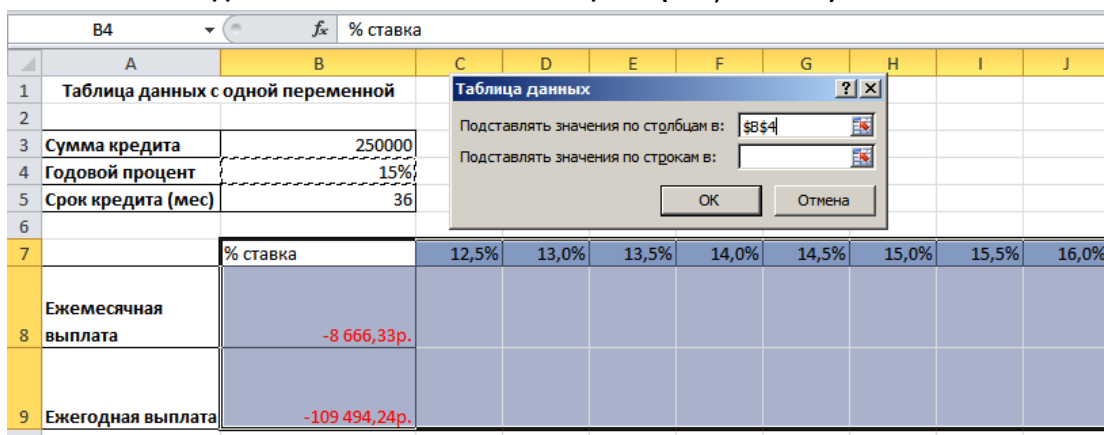 B4 fx % ставка
A B C D E F G H I J
1 Таблица данных с одной переменной
2
3 Сумма кредита 250000
4 Годовой процент 15%
5 Срок кредита (мес) 36
6
Таблица данных
Подставлять значения по столбцам в: $B$4
Подставлять значения по строкам в:
ОК Отмена
7 % ставка 12,5% 13,0% 13,5% 14,0% 14,5% 15,0% 15,5% 16,0%
Ежемесячная
8 выплата -8 666,33р.
9 Ежегодная выплата -109 494,24р.